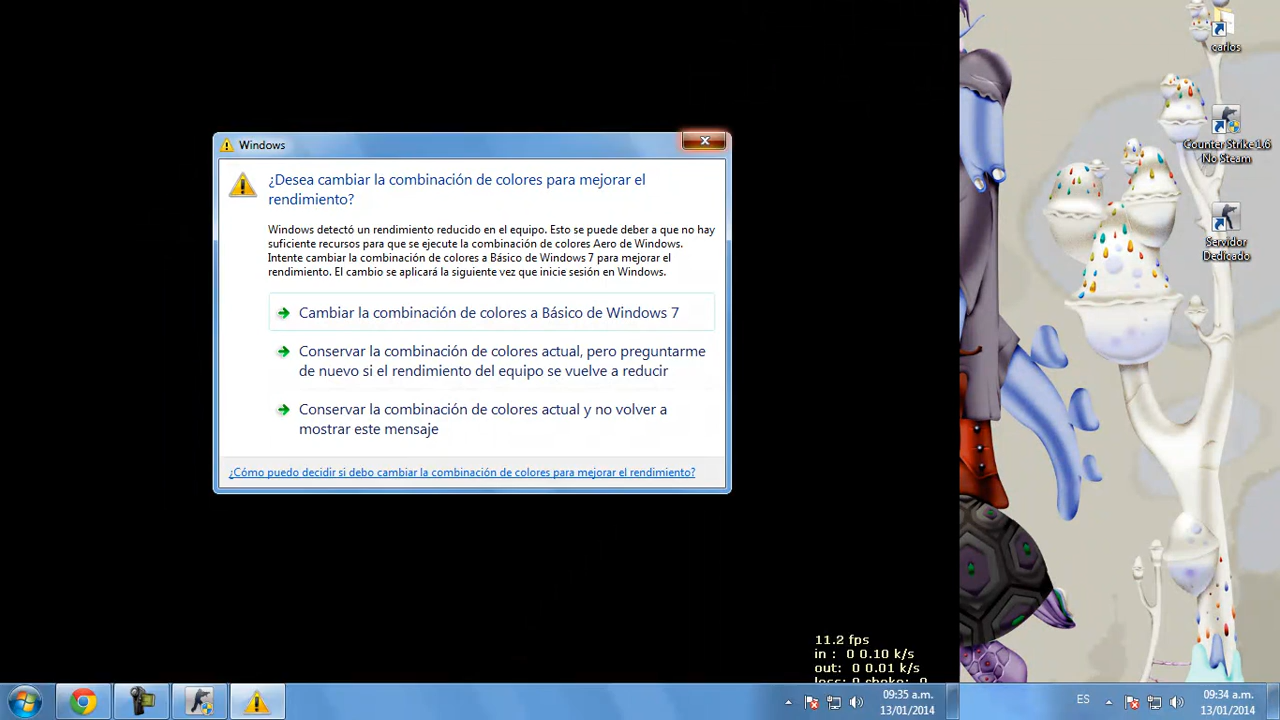 carlos
Counter Strike 1.6
No Steam
Servidor
Dedicado
Windows
¿Desea cambiar la combinación de colores para mejorar el
rendimiento?
Windows detectó un rendimiento reducido en el equipo. Esto se puede deber a que no hay
suficiente recursos para que se ejecute la combinación de colores Aero de Windows.
Intente cambiar la combinación de colores a Básico de Windows 7 para mejorar el
rendimiento. El cambio se aplicará la siguiente vez que inicie sesión en Windows.
Cambiar la combinación de colores a Básico de Windows 7
Conservar la combinación de colores actual, pero preguntarme
de nuevo si el rendimiento del equipo se vuelve a reducir
Conservar la combinación de colores actual y no volver a
mostrar este mensaje
¿Cómo puedo decidir si debo cambiar la combinación de colores para mejorar el rendimiento?
11.2 fps
in : 0 0.10 k/s
out: 0 0.01 k/s
loss: 0 choke: 0
09:35 a.m.
13/01/2014
ES
09:34 a.m.
13/01/2014